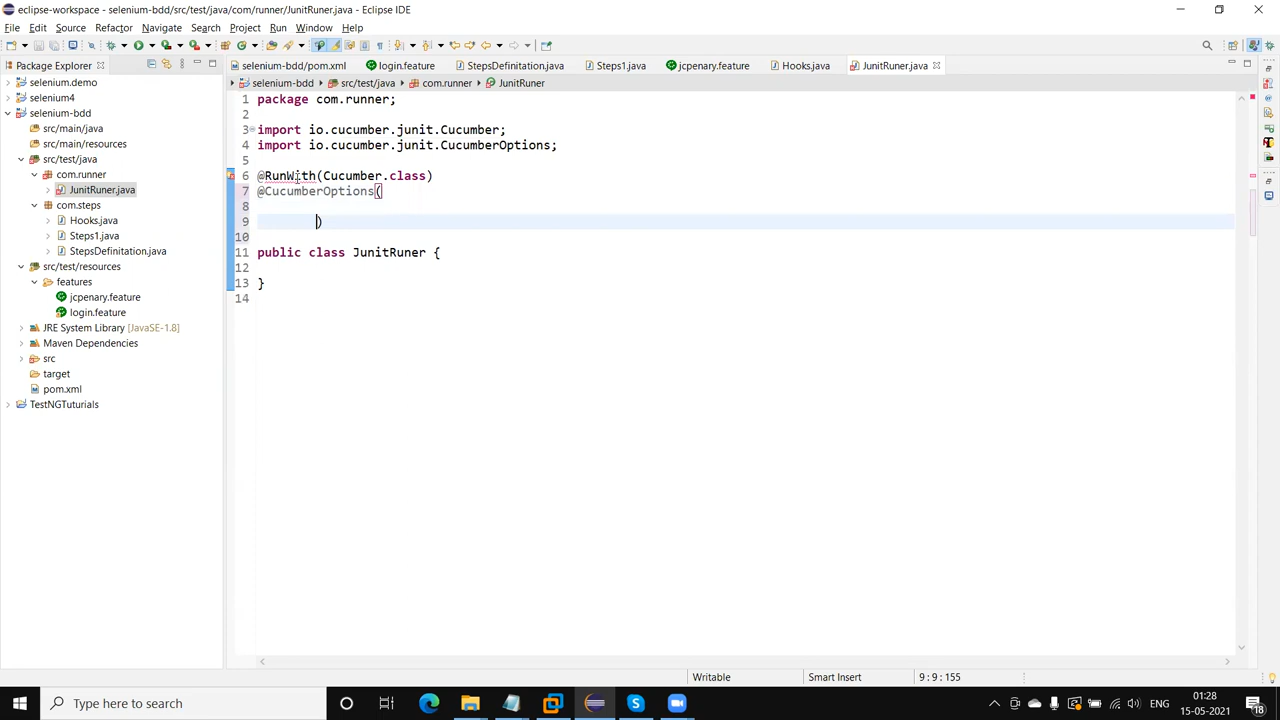 eclipse-workspace - selenium-bdd/src/test/java/com/runner/JunitRuner.java - Eclipse IDE
File Edit Source Refactor Navigate Search Project Run Window Help
Package Explorer
selenium-bdd/pom.xml login.feature StepsDefinitation.java Steps1.java jcpenary.feature Hooks.java JunitRuner.java
selenium-bdd src/test/java com.runner JunitRuner
selenium.demo
selenium4
selenium-bdd
src/main/java
src/main/resources
src/test/java
com.runner
JunitRuner.java
com.steps
Hooks.java
Steps1.java
StepsDefinitation.java
src/test/resources
features
jcpenary.feature
login.feature
JRE System Library [JavaSE-1.8]
Maven Dependencies
src
target
pom.xml
TestNGTuturials
1 package com.runner;
2
3 import io.cucumber.junit.Cucumber;
4 import io.cucumber.junit.CucumberOptions;
5
6 @RunWith(Cucumber.class)
7 @CucumberOptions(
8
9 )
10
11 public class JunitRuner {
12
13 }
14
Writable Smart Insert 9 : 9 : 155
Type here to search
ENG
01:28
15-05-2021
18